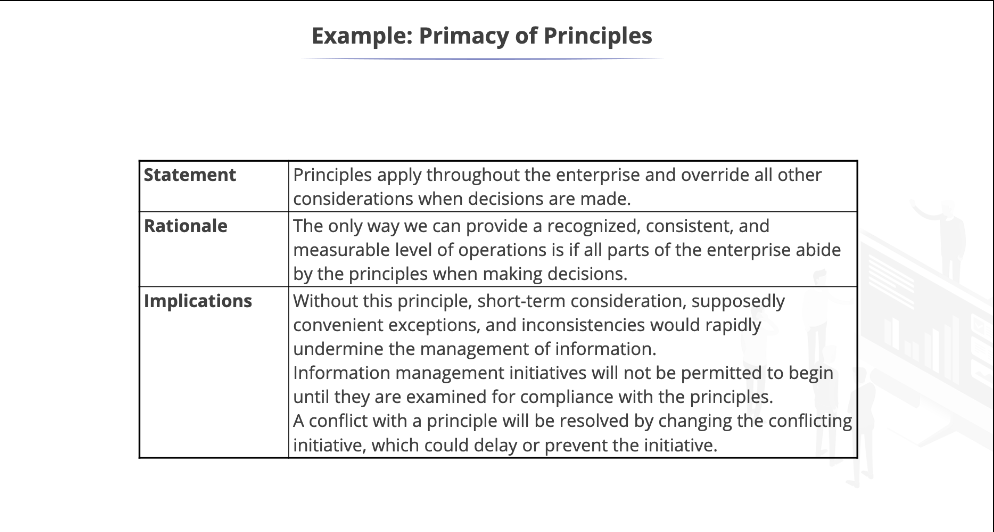 Example: Primacy of Principles
Statement
Principles apply throughout the enterprise and override all other
considerations when decisions are made.
Rationale
The only way we can provide a recognized, consistent, and
measurable level of operations is if all parts of the enterprise abide
by the principles when making decisions.
Implications
Without this principle, short-term consideration, supposedly
convenient exceptions, and inconsistencies would rapidly
undermine the management of information.
Information management initiatives will not be permitted to begin
until they are examined for compliance with the principles.
A conflict with a principle will be resolved by changing the conflicting
initiative, which could delay or prevent the initiative.